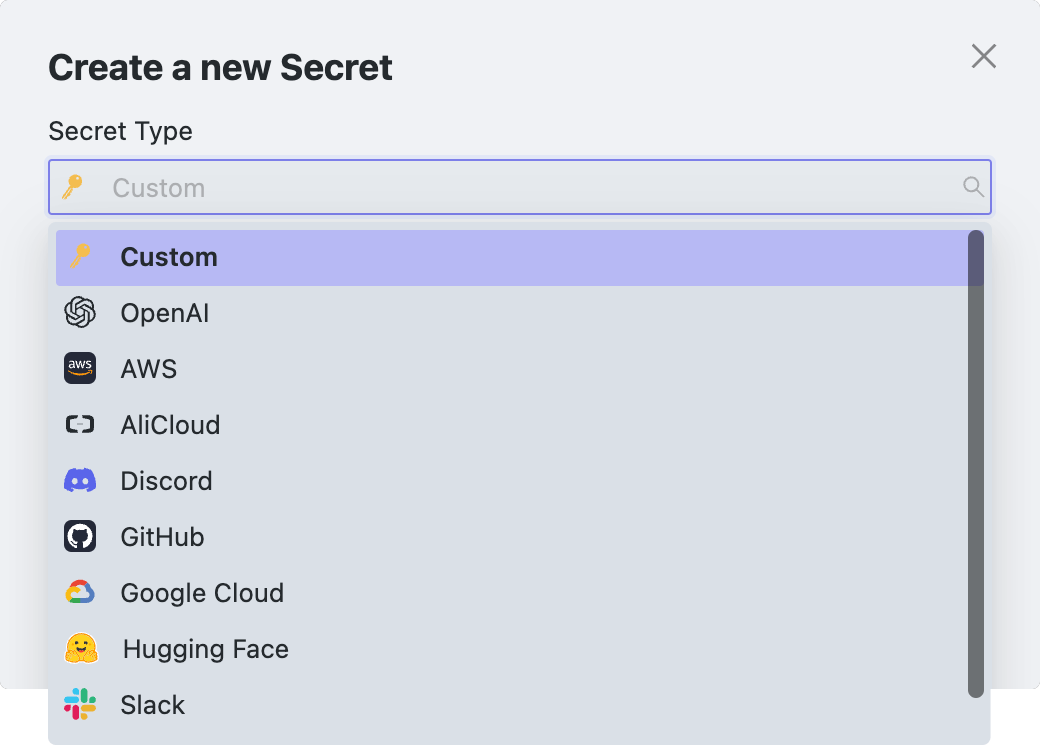 Create a new Secret
Secret Type
Custom
Custom
OpenAI
aws
AWS
AliCloud
Discord
GitHub
Google Cloud
Hugging Face
Slack